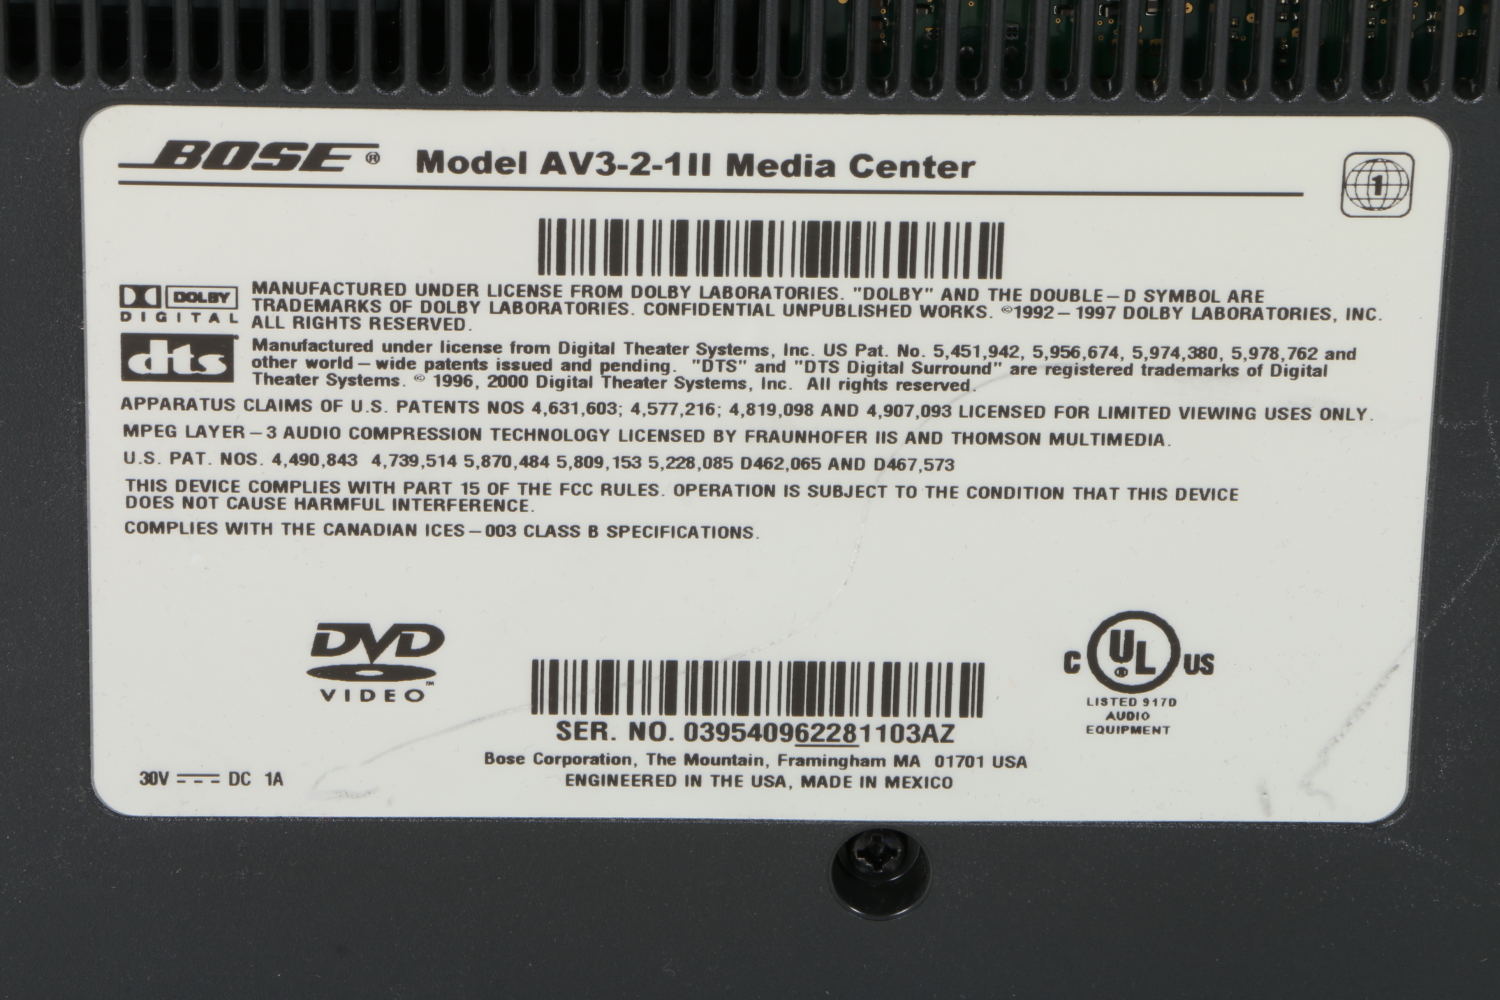 BOSE® Model AV3-2-1II Media Center
1
DOLBY
DIGITAL
MANUFACTURED UNDER LICENSE FROM DOLBY LABORATORIES. "DOLBY" AND THE DOUBLE–D SYMBOL ARE
TRADEMARKS OF DOLBY LABORATORIES. CONFIDENTIAL UNPUBLISHED WORKS. ©1992–1997 DOLBY LABORATORIES, INC.
ALL RIGHTS RESERVED.
dts
Manufactured under license from Digital Theater Systems, Inc. US Pat. No. 5,451,942, 5,956,674, 5,974,380, 5,978,762 and
other world–wide patents issued and pending. "DTS" and "DTS Digital Surround" are registered trademarks of Digital
Theater Systems. © 1996, 2000 Digital Theater Systems, Inc. All rights reserved.
APPARATUS CLAIMS OF U.S. PATENTS NOS 4,631,603; 4,577,216; 4,819,098 AND 4,907,093 LICENSED FOR LIMITED VIEWING USES ONLY.
MPEG LAYER–3 AUDIO COMPRESSION TECHNOLOGY LICENSED BY FRAUNHOFER IIS AND THOMSON MULTIMEDIA.
U.S. PAT. NOS. 4,490,843 4,739,514 5,870,484 5,809,153 5,228,085 D462,065 AND D467,573
THIS DEVICE COMPLIES WITH PART 15 OF THE FCC RULES. OPERATION IS SUBJECT TO THE CONDITION THAT THIS DEVICE
DOES NOT CAUSE HARMFUL INTERFERENCE.
COMPLIES WITH THE CANADIAN ICES–003 CLASS B SPECIFICATIONS.
DVD
VIDEO™
C UL® US
LISTED 917D
AUDIO
EQUIPMENT
SER. NO. 039540962281103AZ
Bose Corporation, The Mountain, Framingham MA 01701 USA
ENGINEERED IN THE USA, MADE IN MEXICO
30V DC 1A